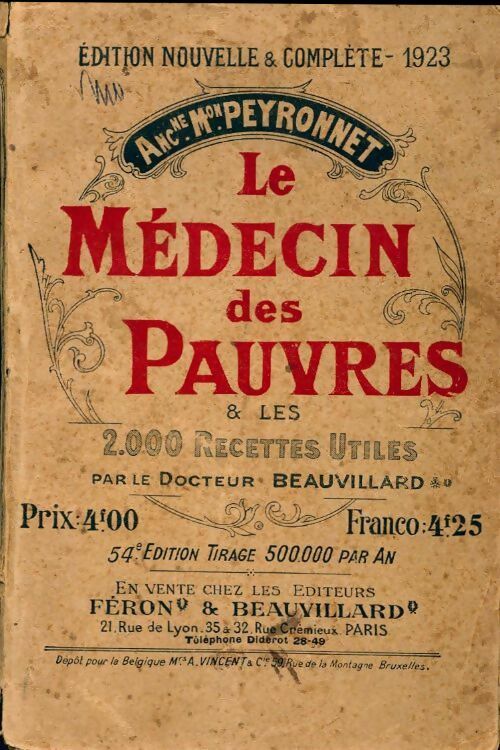 ÉDITION NOUVELLE & COMPLÈTE - 1923
AMCNE. MON PEYRONNET
Le
MÉDECIN
des
PAUVRES
& LES
2.000 RECETTES UTILES
PAR LE DOCTEUR BEAUVILLARD
Prix: 4f00
Franco: 4f25
54e EDITION TIRAGE 500.000 PAR AN
EN VENTE CHEZ LES EDITEURS
FÉRON & BEAUVILLARD
21, Rue de Lyon. 35 à 32, Rue Crémieux. PARIS
Téléphone Diderot 28-49
Dépôt pour la Belgique Mon A. VINCENT & Cie 59, Rue de la Montagne Bruxelles.